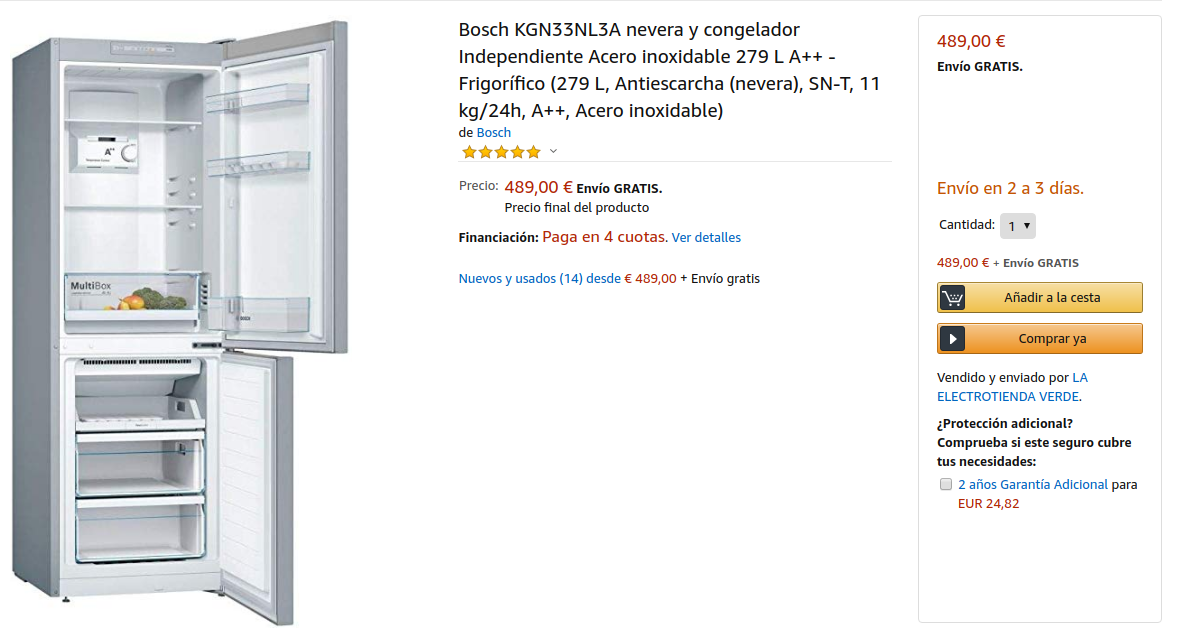 Bosch KGN33NL3A nevera y congelador
Independiente Acero inoxidable 279 L A++ -
Frigorífico (279 L, Antiescarcha (nevera), SN-T, 11
kg/24h, A++, Acero inoxidable)
de Bosch
Precio: 489,00 € Envío GRATIS.
Precio final del producto
Financiación: Paga en 4 cuotas. Ver detalles
Nuevos y usados (14) desde € 489,00 + Envío gratis
489,00 €
Envío GRATIS.
Envío en 2 a 3 días.
Cantidad: 1
489,00 € + Envío GRATIS
Añadir a la cesta
Comprar ya
Vendido y enviado por LA
ELECTROTIENDA VERDE.
¿Protección adicional?
Comprueba si este seguro cubre
tus necesidades:
2 años Garantía Adicional para
EUR 24,82
A++
MultiBox
BOSCH